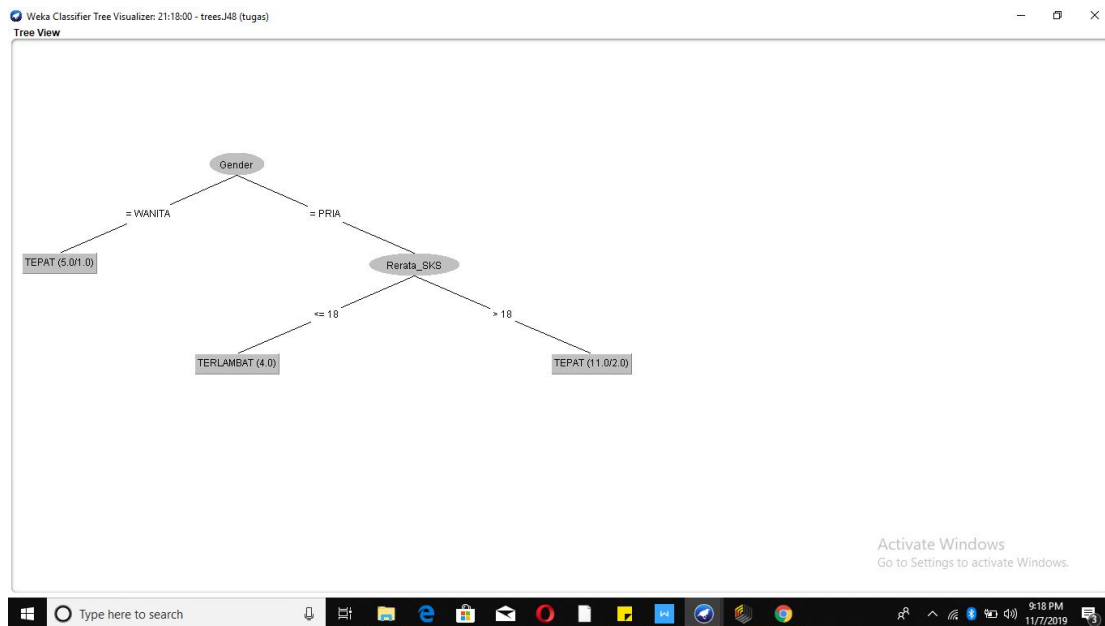 Weka Classifier Tree Visualizer: 21:18:00 - trees.J48 (tugas)
Tree View
Gender
= WANITA
= PRIA
TEPAT (5.0/1.0)
Rerata_SKS
<= 18
> 18
TERLAMBAT (4.0)
TEPAT (11.0/2.0)
Activate Windows
Go to Settings to activate Windows.
Type here to search
9:18 PM
11/7/2019
3